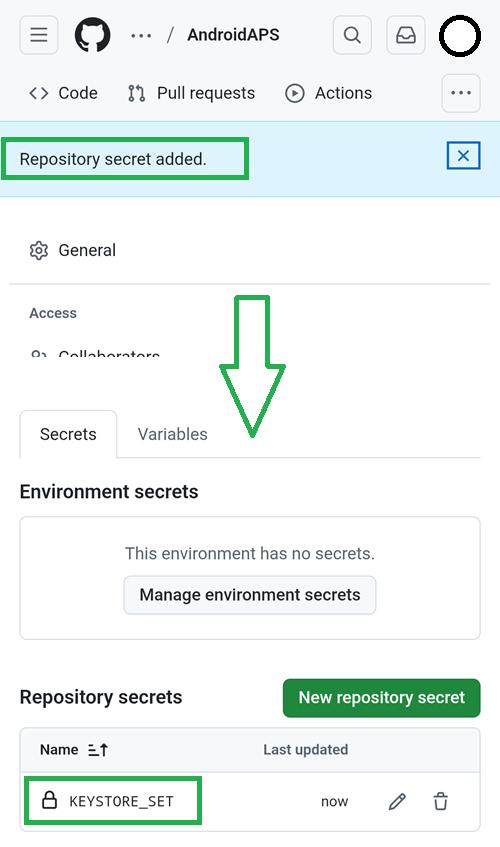 ... / AndroidAPS
Code Pull requests Actions ...
Repository secret added.
General
Access
Collaborators
Secrets Variables
Environment secrets
This environment has no secrets.
Manage environment secrets
Repository secrets New repository secret
Name Last updated
KEYSTORE_SET now